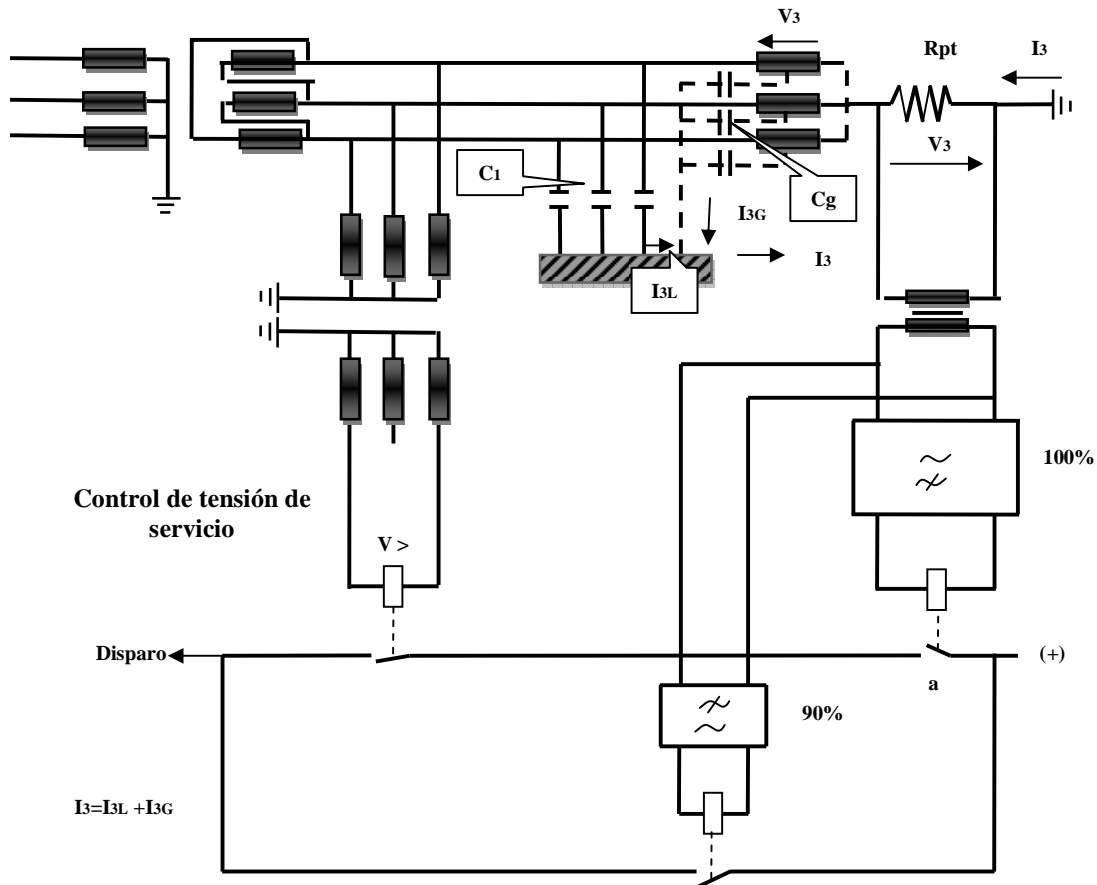 V3
Rpt
I3
V3
C1
Cg
I3G
I3
I3L
100%
Control de tensión de
servicio
V >
Disparo
(+)
a
90%
I3=I3L +I3G